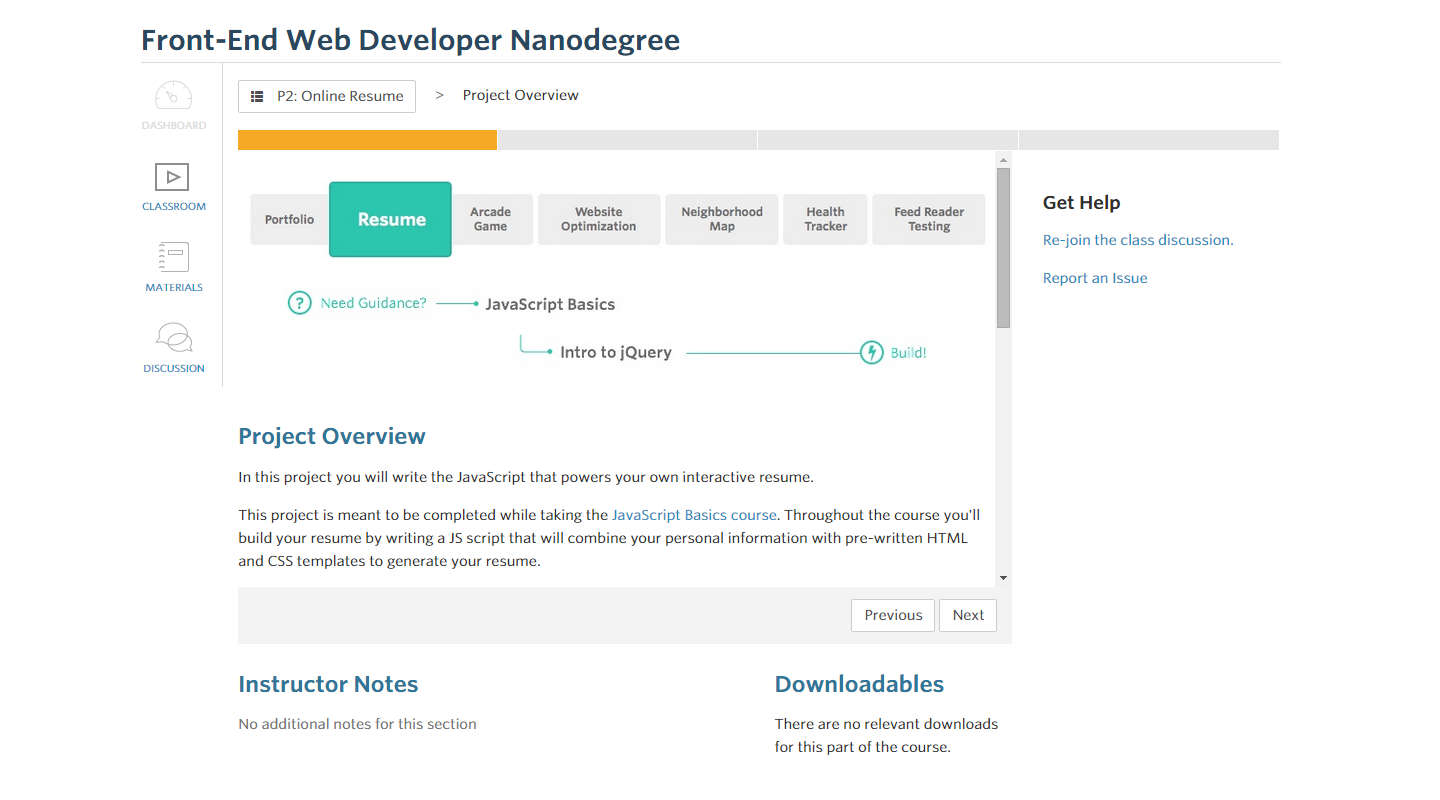 Front-End Web Developer Nanodegree
DASHBOARD
CLASSROOM
MATERIALS
DISCUSSION
P2: Online Resume > Project Overview
Portfolio
Resume
Arcade
Game
Website
Optimization
Neighborhood
Map
Health
Tracker
Feed Reader
Testing
? Need Guidance?
JavaScript Basics
Intro to jQuery
Build!
Project Overview
In this project you will write the JavaScript that powers your own interactive resume.
This project is meant to be completed while taking the JavaScript Basics course. Throughout the course you'll
build your resume by writing a JS script that will combine your personal information with pre-written HTML
and CSS templates to generate your resume.
Previous
Next
Get Help
Re-join the class discussion.
Report an Issue
Instructor Notes
No additional notes for this section
Downloadables
There are no relevant downloads
for this part of the course.